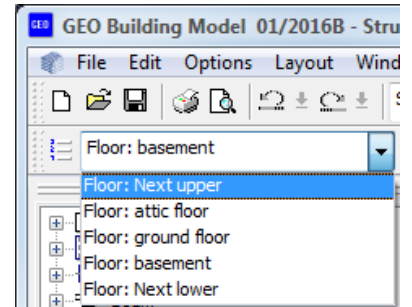 GEO GEO Building Model 01/2016B - Stru
File Edit Options Layout Wind
S
Floor: basement
Floor: Next upper
Floor: attic floor
Floor: ground floor
Floor: basement
Floor: Next lower